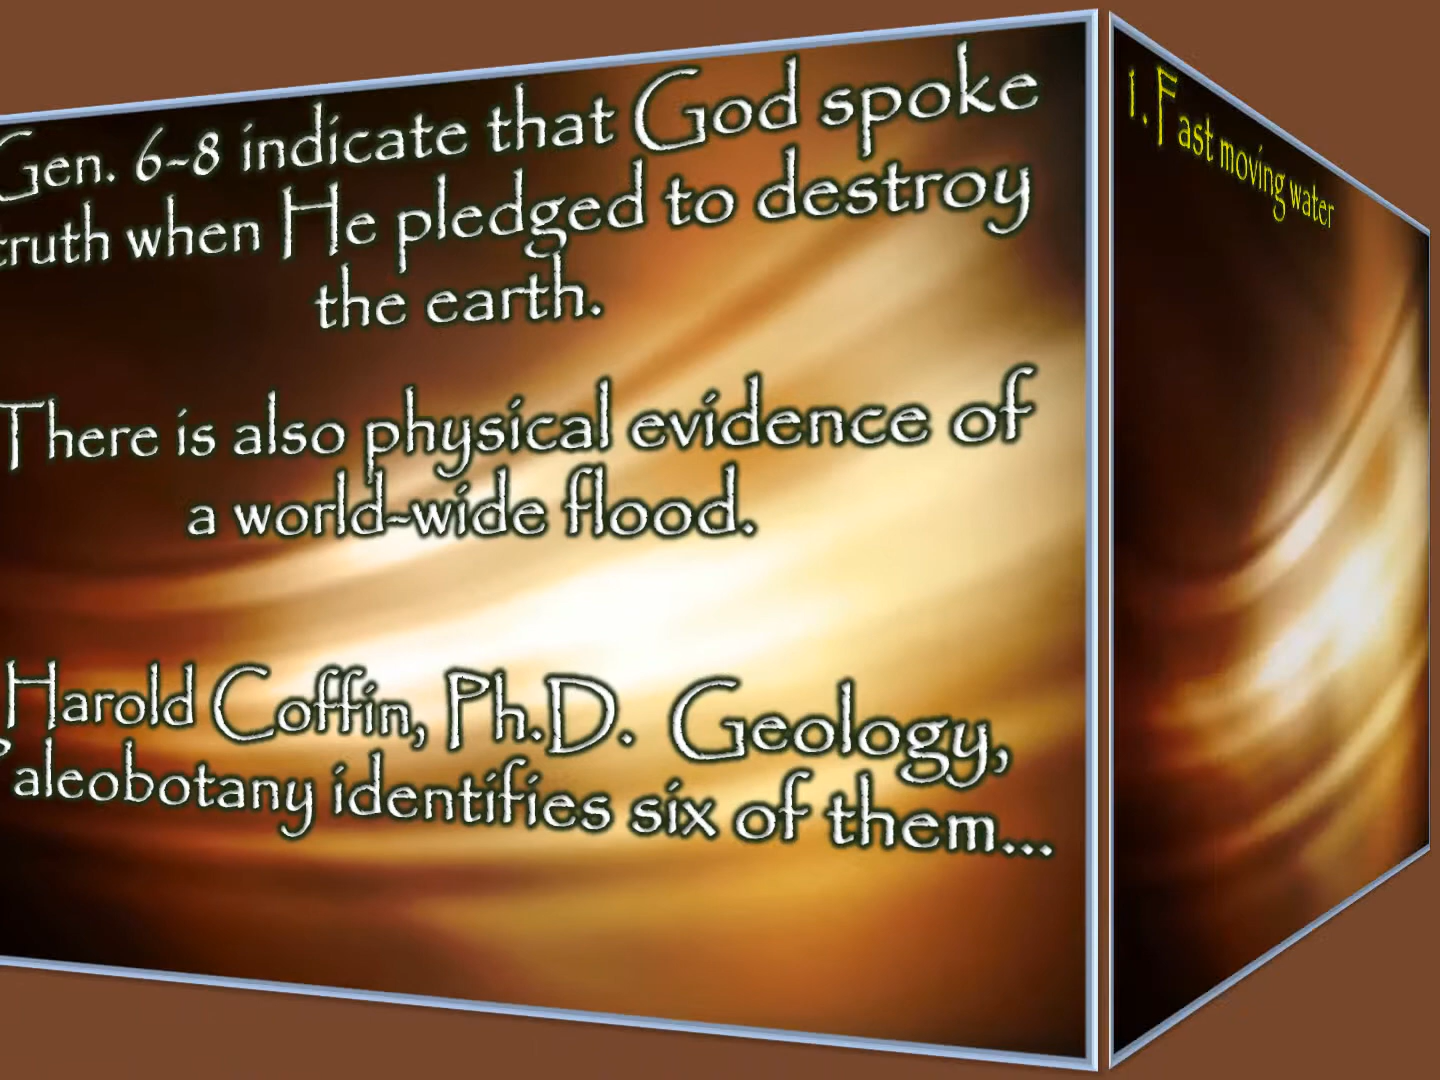 Gen. 6-8 indicate that God spoke
truth when He pledged to destroy
the earth.
There is also physical evidence of
a world-wide flood.
Harold Coffin, Ph.D. Geology,
Paleobotany identifies six of them...
1. Fast moving water